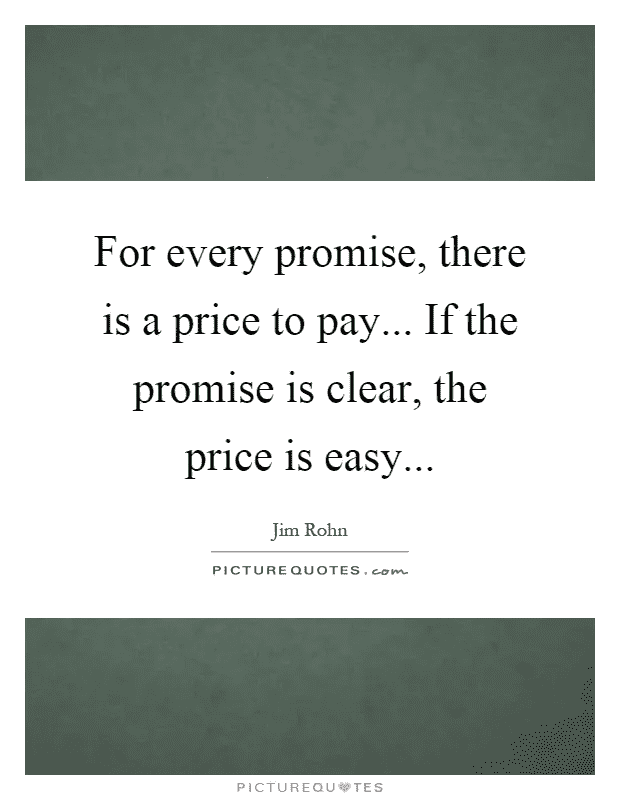 For every promise, there
is a price to pay... If the
promise is clear, the
price is easy...
Jim Rohn
PICTUREQUOTES.com
PICTUREQUOTES